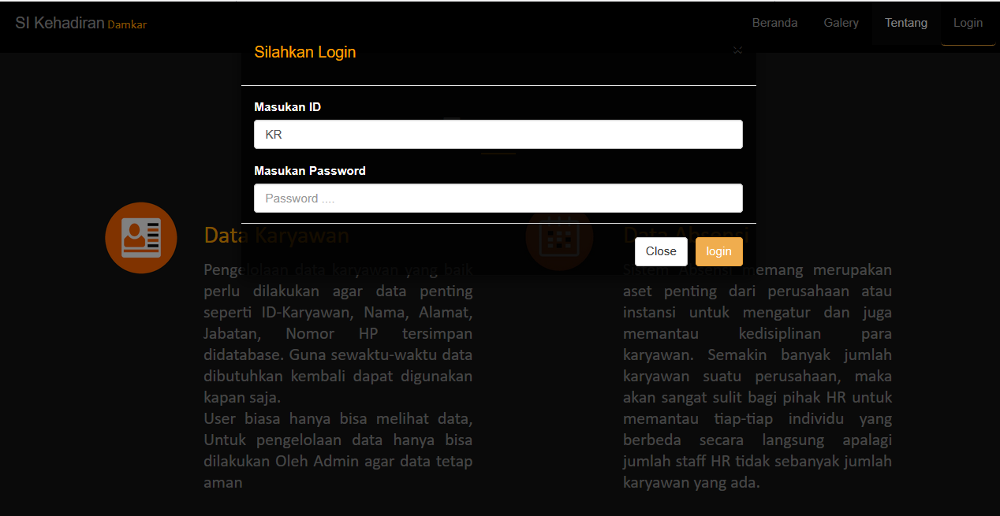 SI Kehadiran Damkar
Beranda
Galery
Tentang
Login
Silahkan Login
×
Masukan ID
KR
Masukan Password
Password ....
Close
login
Data Karyawan
Pengelolaan data karyawan yang baik
perlu dilakukan agar data penting
seperti ID-Karyawan, Nama, Alamat,
Jabatan, Nomor HP tersimpan
didatabase. Guna sewaktu-waktu data
dibutuhkan kembali dapat digunakan
kapan saja.
User biasa hanya bisa melihat data,
Untuk pengelolaan data hanya bisa
dilakukan Oleh Admin agar data tetap
aman
Data Absensi
Sistem Absensi memang merupakan
aset penting dari perusahaan atau
instansi untuk mengatur dan juga
memantau kedisiplinan para
karyawan. Semakin banyak jumlah
karyawan suatu perusahaan, maka
akan sangat sulit bagi pihak HR untuk
memantau tiap-tiap individu yang
berbeda secara langsung apalagi
jumlah staff HR tidak sebanyak jumlah
karyawan yang ada.